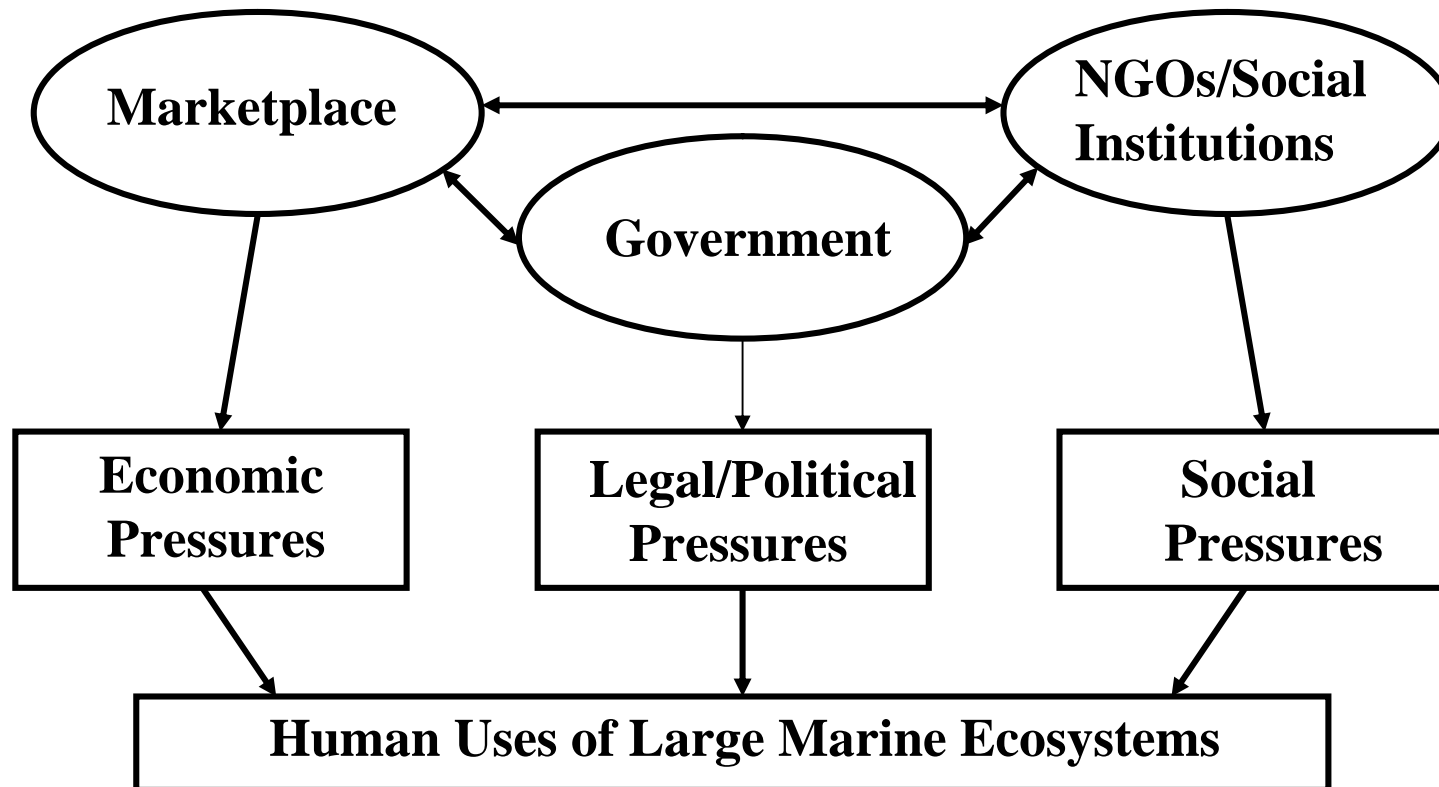 Marketplace
NGOs/Social
Institutions
Government
Economic
Pressures
Legal/Political
Pressures
Social
Pressures
Human Uses of Large Marine Ecosystems